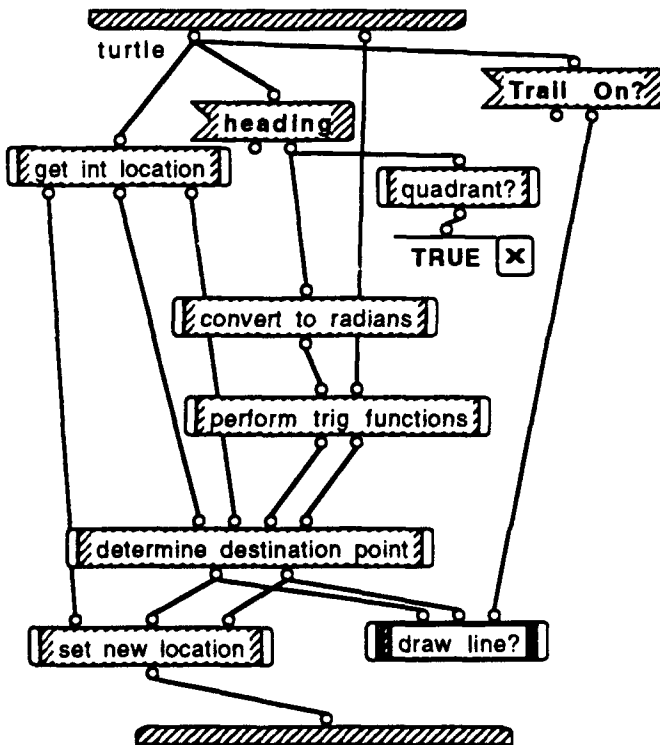 turtle
Trail On?
heading
get int location
quadrant?
TRUE
convert to radians
perform trig functions
determine destination point
set new location
draw line?